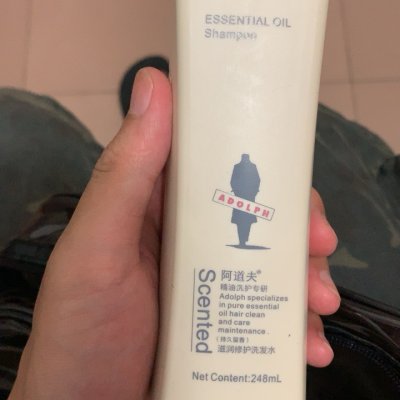 ESSENTIAL OIL
Shampoo
ADOLPH
Scented
阿道夫®
精油洗护专研
Adolph specializes
in pure essential
oil hair clean
and care
maintenance.
(持久留香)
滋润修护洗发水
Net Content:248mL